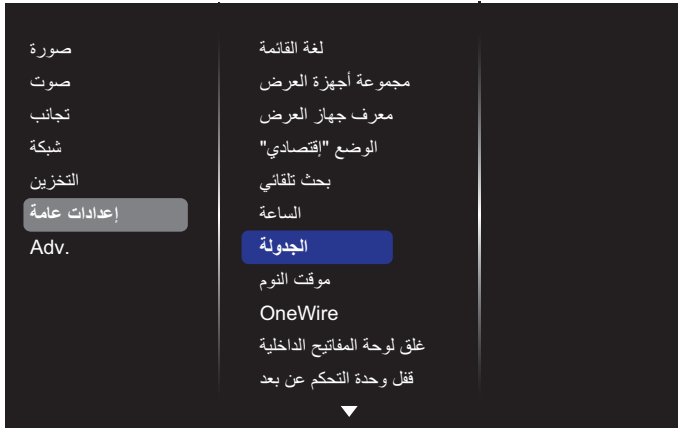 صورة
صوت
تجانب
شبكة
التخزين
إعدادات عامة
Adv.
لغة القائمة
مجموعة أجهزة العرض
معرف جهاز العرض
الوضع "إقتصادي"
بحث تلقائي
الساعة
الجدولة
موقت النوم
OneWire
غلق لوحة المفاتيح الداخلية
قفل وحدة التحكم عن بعد